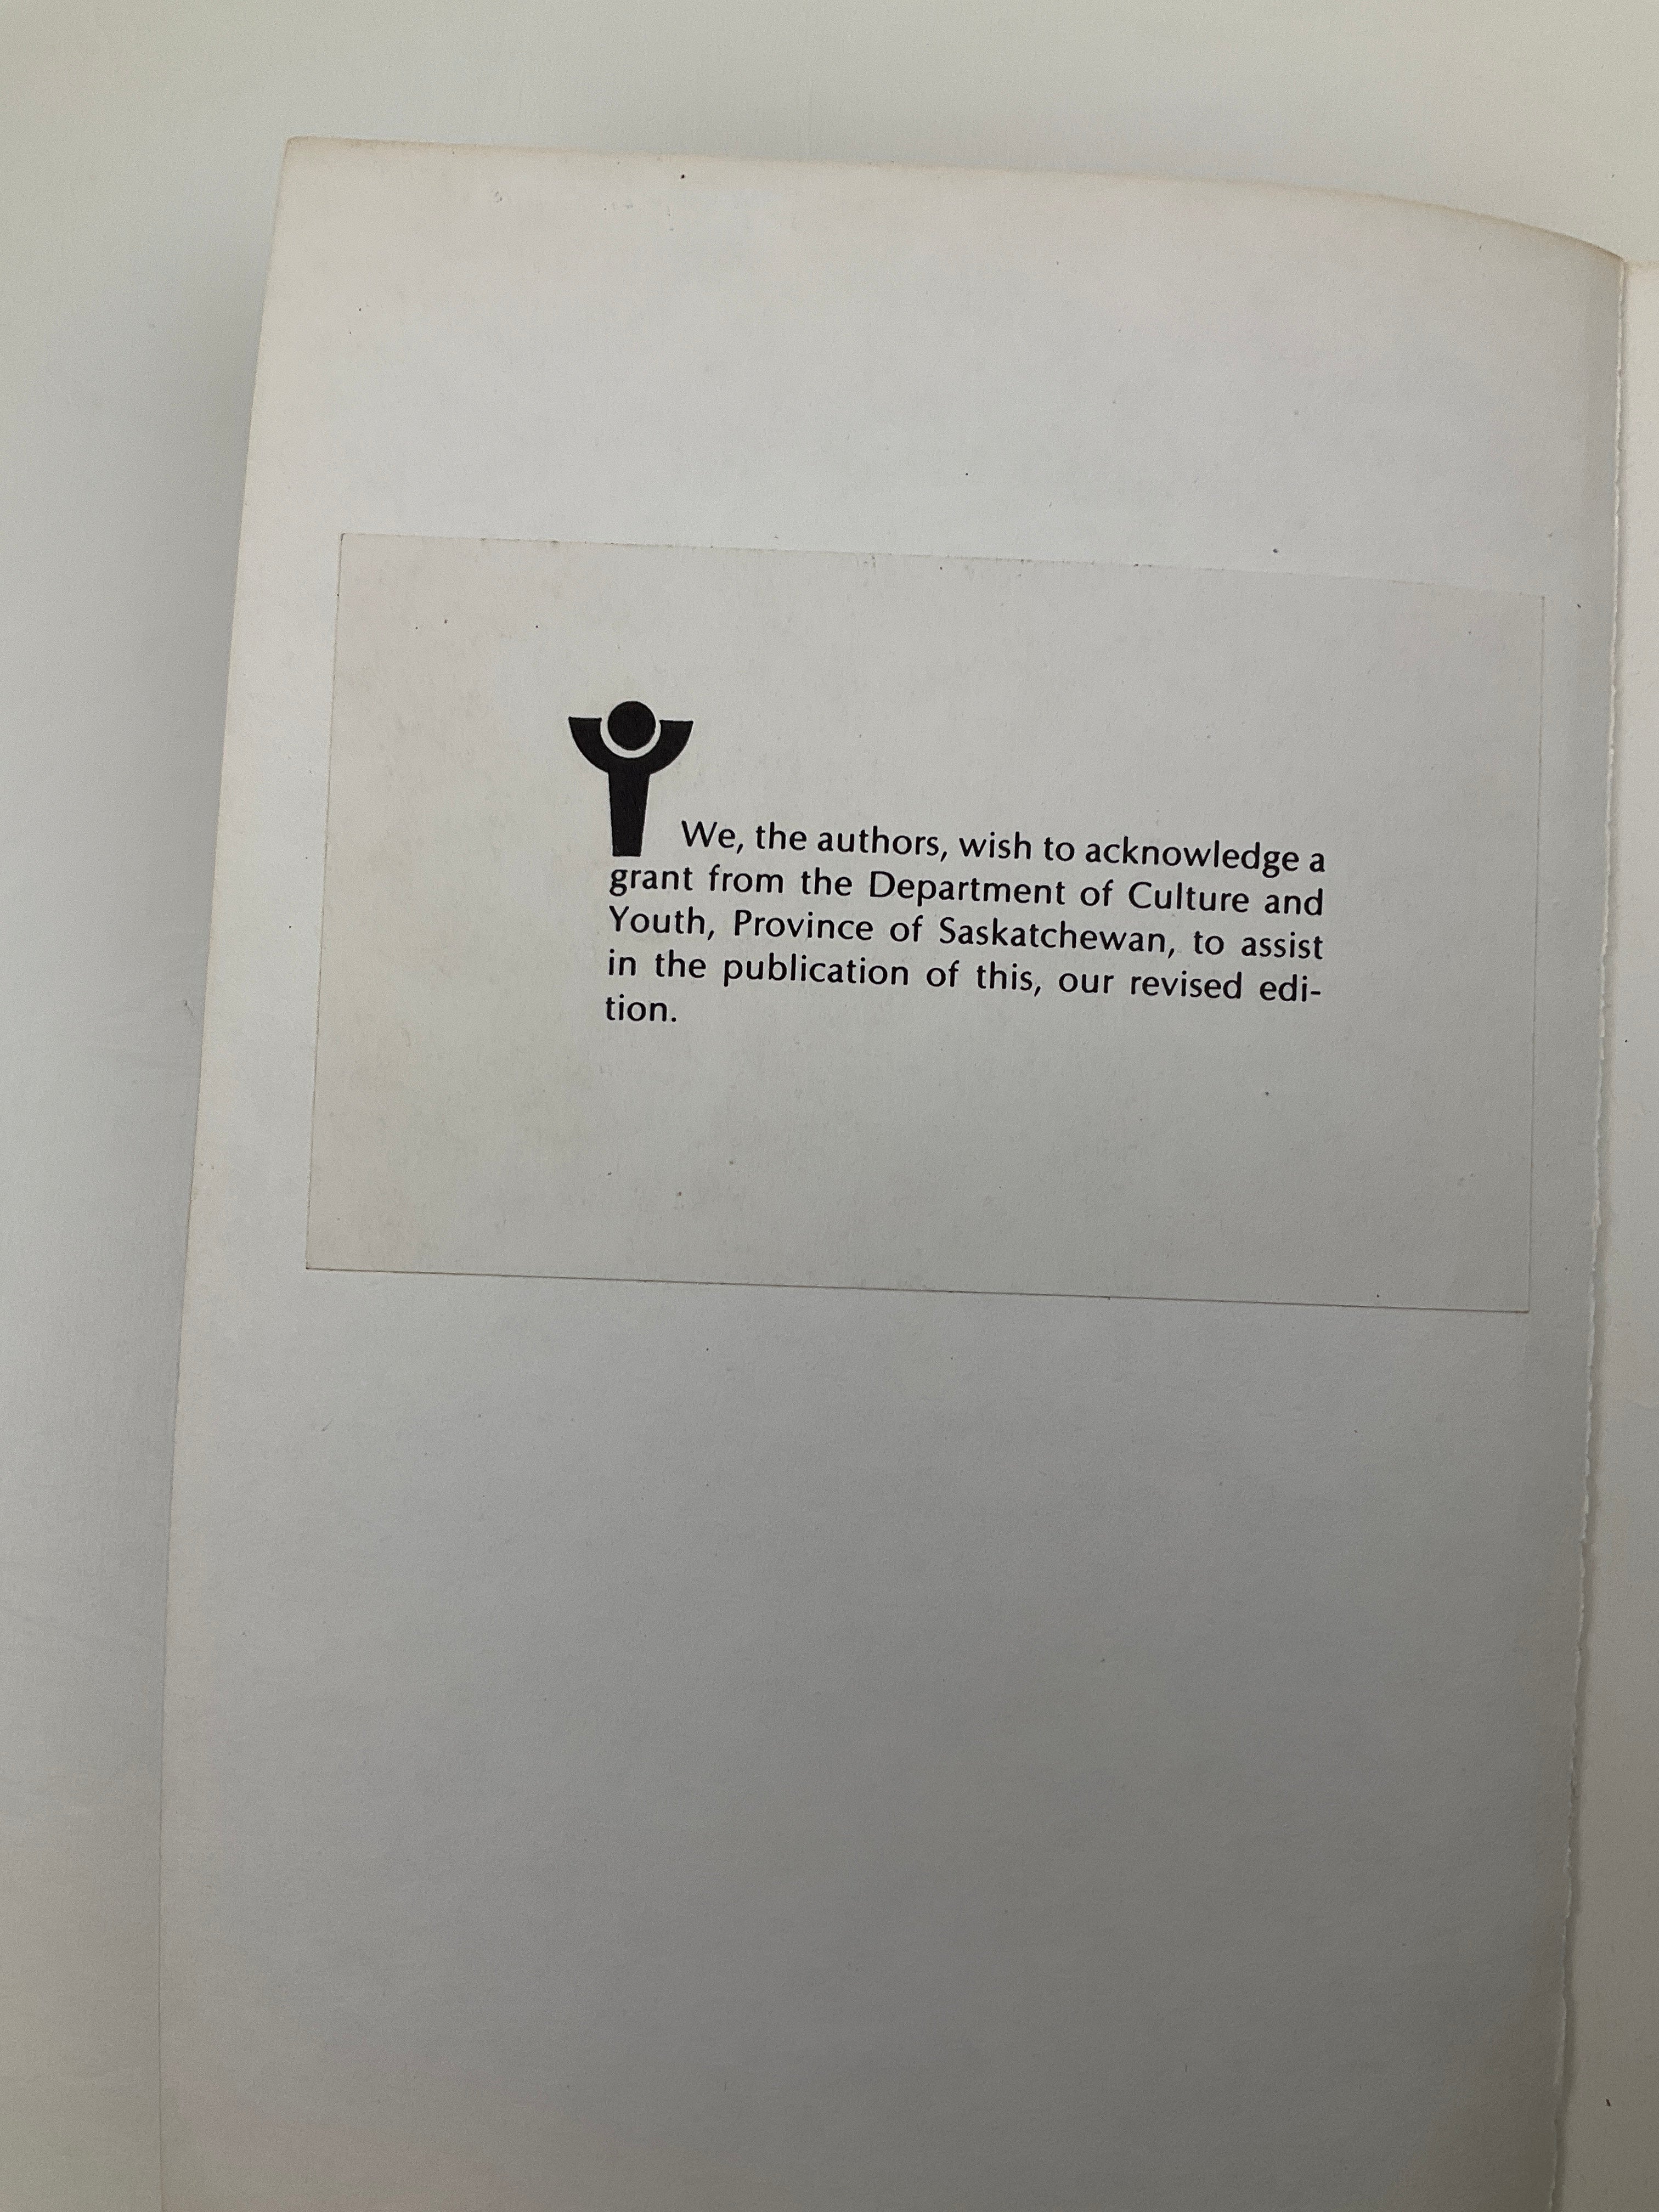 We, the authors, wish to acknowledge a
grant from the Department of Culture and
Youth, Province of Saskatchewan, to assist
in the publication of this, our revised edi-
tion.